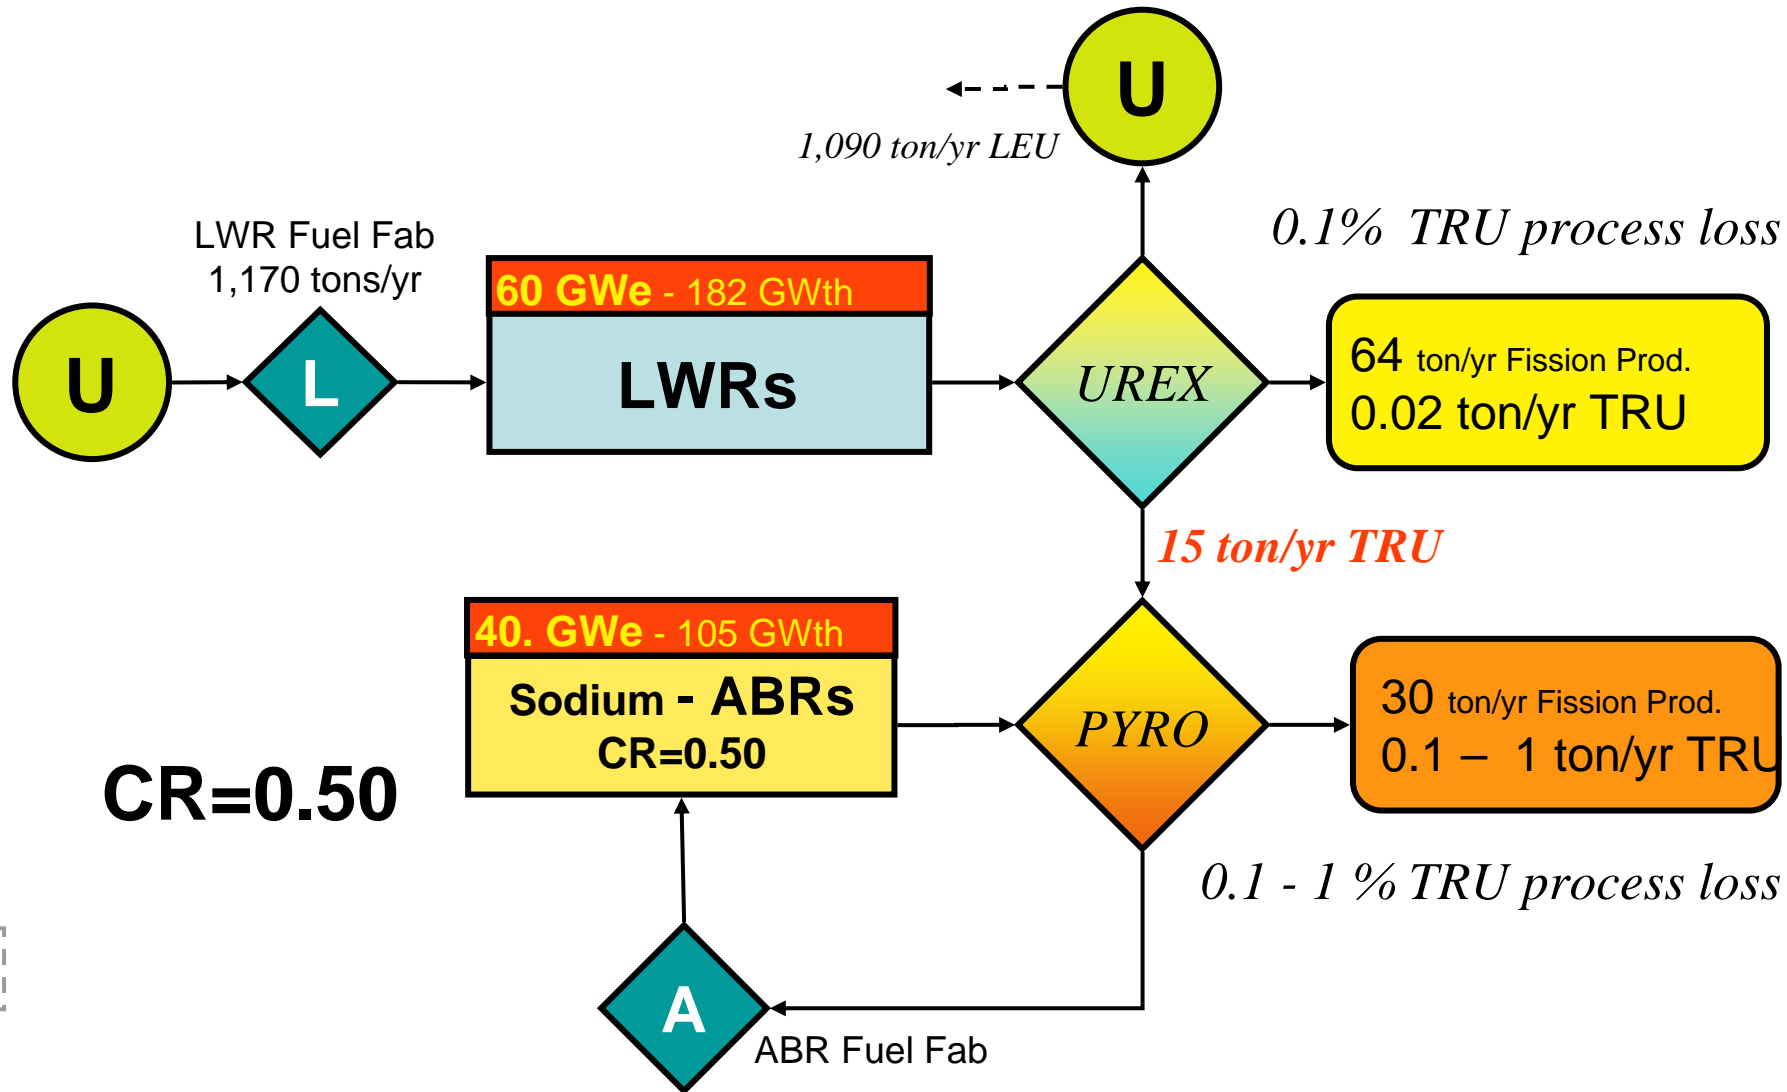 U
1,090 ton/yr LEU
0.1% TRU process loss
LWR Fuel Fab
1,170 tons/yr
60 GWe - 182 GWth
U
L
LWRs
UREX
64 ton/yr Fission Prod.
0.02 ton/yr TRU
15 ton/yr TRU
40. GWe - 105 GWth
Sodium - ABRs
CR=0.50
PYRO
30 ton/yr Fission Prod.
0.1 – 1 ton/yr TRU
CR=0.50
0.1 - 1 % TRU process loss
A
ABR Fuel Fab